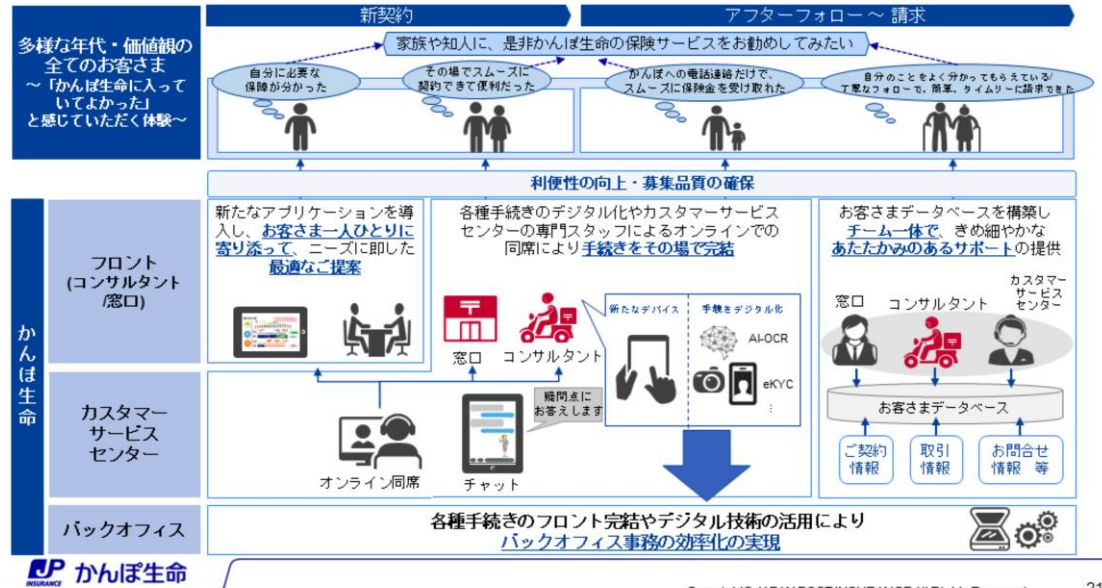 新契約
アフターフォロー ～ 請求
多様な年代・価値観の
全てのお客さま
～「かんぽ生命に入って
いてよかった」
と感じていただく体験～
家族や知人に、是非かんぽ生命の保険サービスをお勧めしてみたい
自分に必要な
保障が分かった
その場でスムーズに
契約できて便利だった
かんぽへの電話連絡だけで、
スムーズに保険金を受け取れた
自分のことをよく分かってもらえている/
丁寧なフォローで、簡単、タイムリーに請求できた
利便性の向上・募集品質の確保
かんぽ生命
フロント
(コンサルタント
/窓口)
新たなアプリケーションを導
入し、お客さま一人ひとりに
寄り添って、ニーズに即した
最適なご提案
各種手続きのデジタル化やカスタマーサービス
センターの専門スタッフによるオンラインでの
同席により手続きをその場で完結
お客さまデータベースを構築し
チーム一体で、きめ細やかな
あたたかみのあるサポートの提供
窓口
コンサルタント
新たなデバイス
手続をデジタル化
AI-OCR
eKYC
⋮
窓口
コンサルタント
カスタマー
サービス
センター
カスタマー
サービス
センター
オンライン同席
チャット
疑問点に
お答えします
お客さまデータベース
ご契約
情報
取引
情報
お問合せ
情報 等
バックオフィス
各種手続きのフロント完結やデジタル技術の活用により
バックオフィス事務の効率化の実現
JP
INSURANCE
かんぽ生命
21